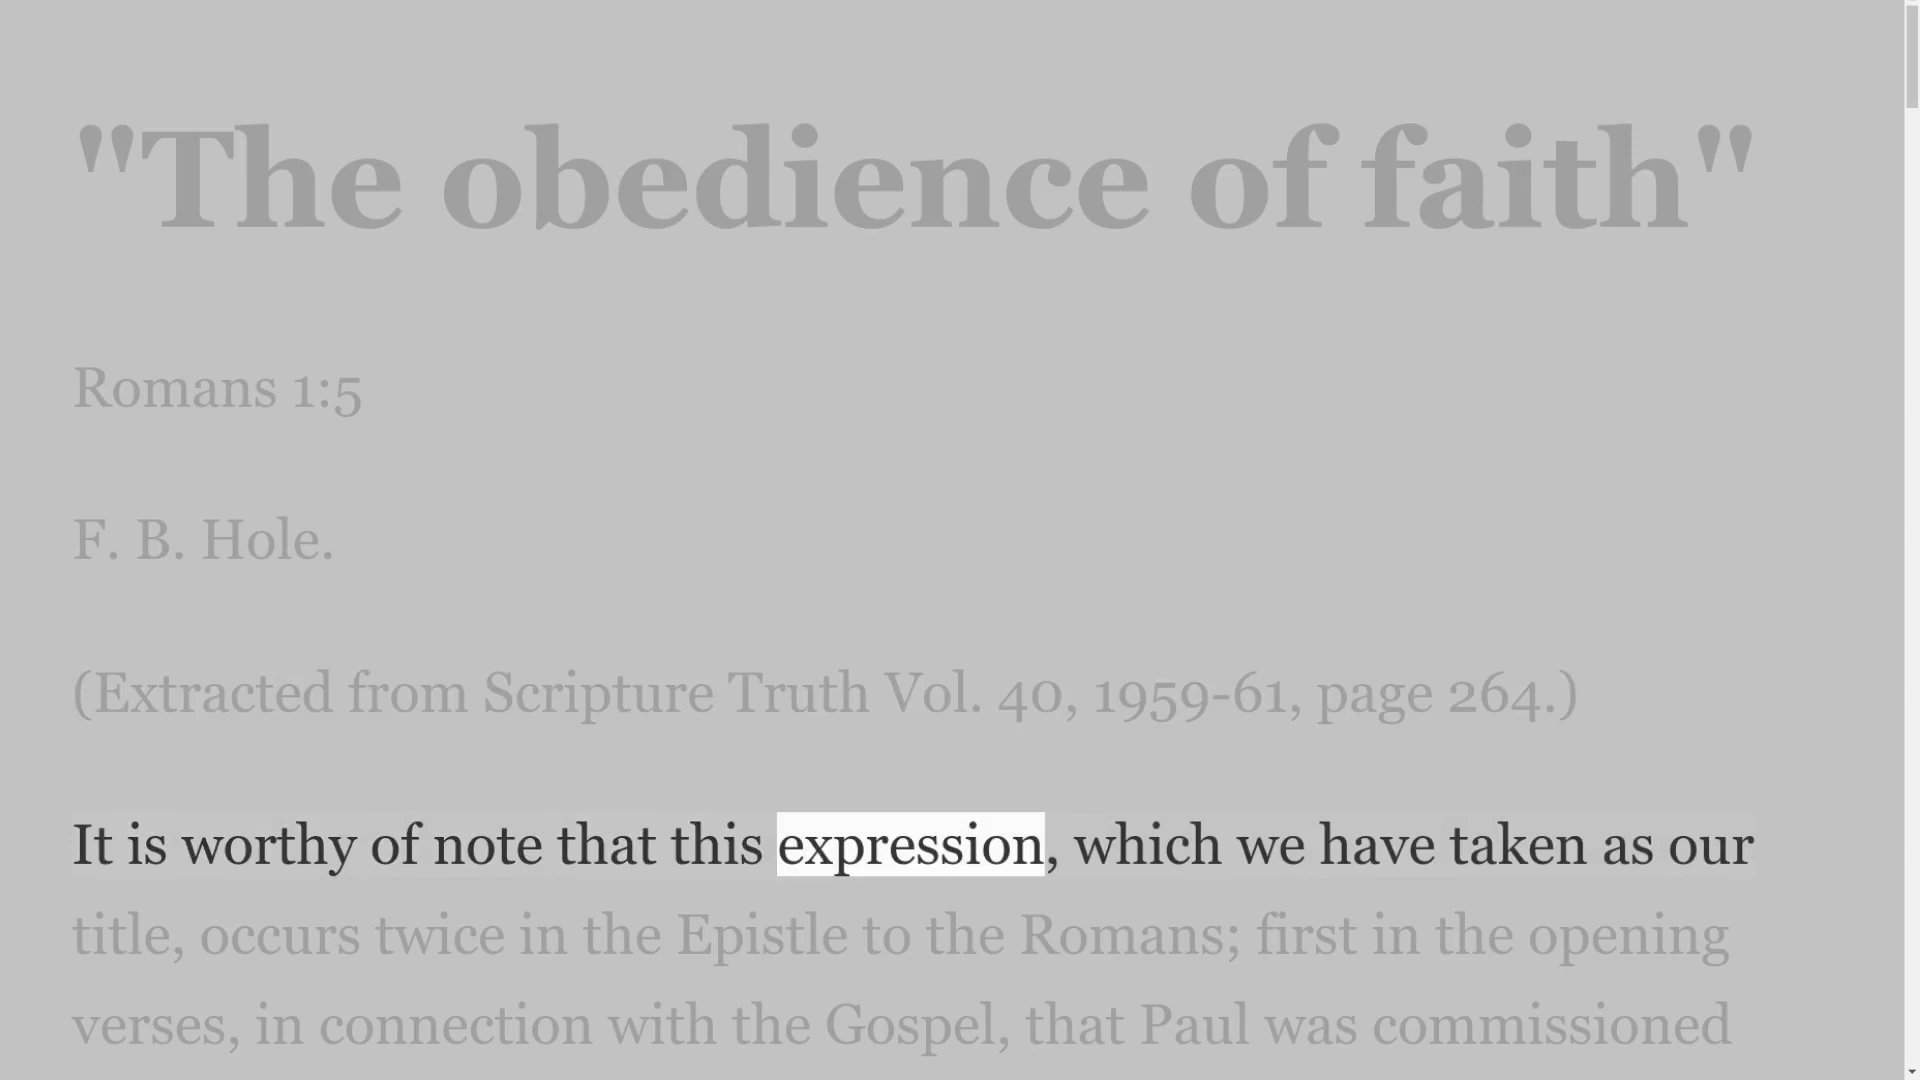 "The obedience of faith"
Romans 1:5
F. B. Hole.
(Extracted from Scripture Truth Vol. 40, 1959-61, page 264.)
It is worthy of note that this expression, which we have taken as our
title, occurs twice in the Epistle to the Romans; first in the opening
verses, in connection with the Gospel, that Paul was commissioned